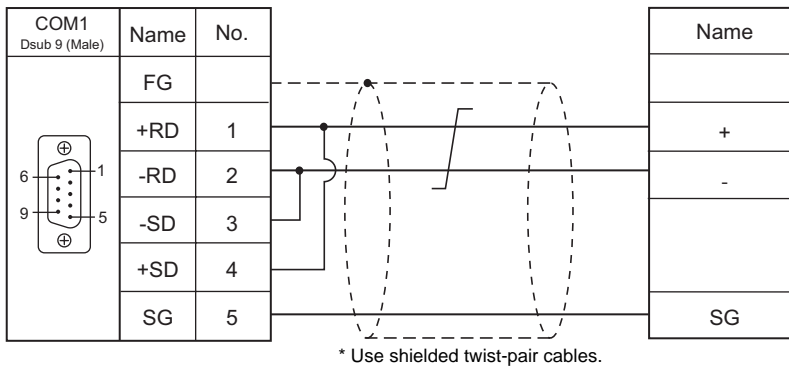 COM1
Dsub 9 (Male)
Name No.
Name
FG
+RD 1
+
-RD 2
-
-SD 3
+SD 4
SG 5
SG
6
1
9
5
* Use shielded twist-pair cables.